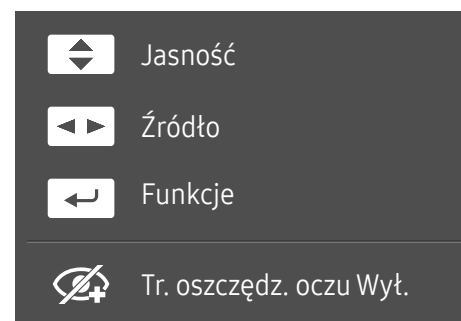 Jasność
Źródło
Funkcje
Tr. oszczędz. oczu Wył.